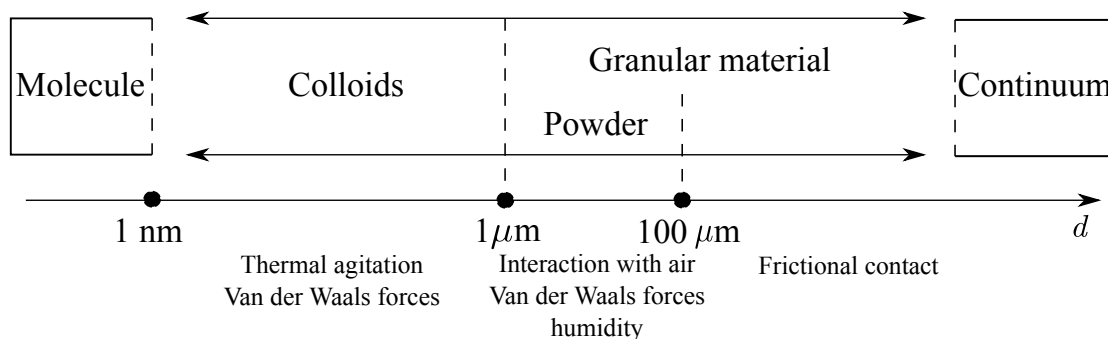 Molecule
Colloids
Granular material
Powder
Continuum
1 nm
1μm
100 μm
d
Thermal agitation
Van der Waals forces
Interaction with air
Van der Waals forces
humidity
Frictional contact